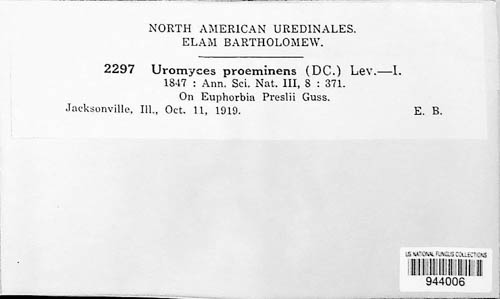 NORTH AMERICAN UREDINALES.
ELAM BARTHOLOMEW.
2297 Uromyces proeminens (DC.) Lev.—I.
1847 : Ann. Sci. Nat. III, 8 : 371.
On Euphorbia Preslii Guss.
Jacksonville, Ill., Oct. 11, 1919. E. B.
US NATIONAL FUNGUS COLLECTIONS
944006